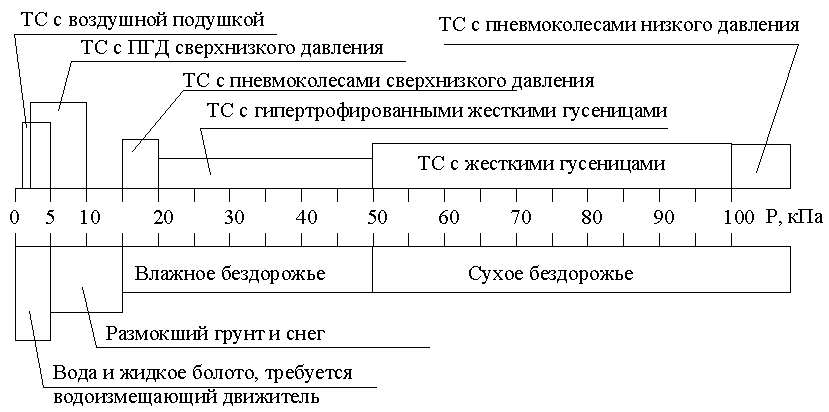 ТС с воздушной подушкой
ТС с пневмоколесами низкого давления
ТС с ПГД сверхнизкого давления
ТС с пневмоколесами сверхнизкого давления
ТС с гипертрофированными жесткими гусеницами
ТС с жесткими гусеницами
0 5 10 20 30 40 50 60 70 80 90 100 Р, кПа
Влажное бездорожье
Сухое бездорожье
Размокший грунт и снег
Вода и жидкое болото, требуется
водоизмещающий движитель